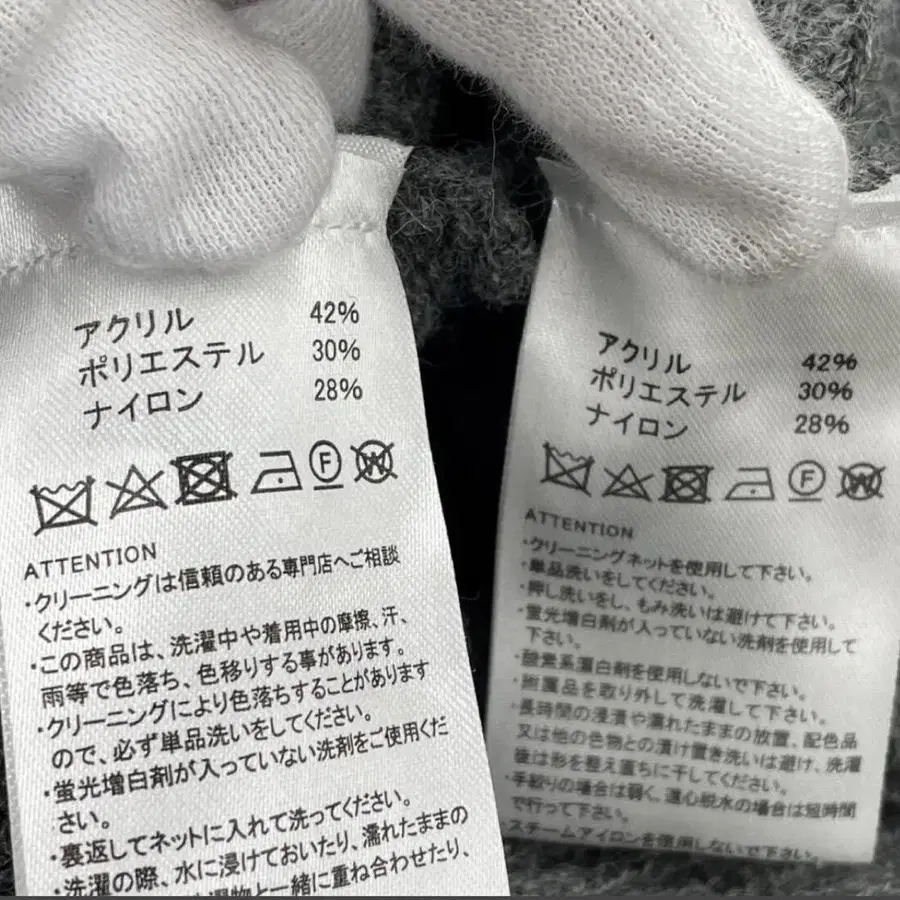 アクリル 42%
ポリエステル 30%
ナイロン 28%
F W
ATTENTION
・クリーニングは信頼のある専門店へご相談
ください。
・この商品は、洗濯中や着用中の摩擦、汗、
雨等で色落ち、色移りする事があります。
・クリーニングにより色落ちすることがあります
ので、必ず単品洗いをしてください。
・蛍光増白剤が入っていない洗剤をご使用くだ
さい。
・裏返してネットに入れて洗ってください。
・洗濯の際、水に浸けておいたり、濡れたままの
と一緒に重ね合わせたり、
アクリル 42%
ポリエステル 30%
ナイロン 28%
F W
ATTENTION
・クリーニングネットを使用して下さい。
・単品洗いをしてください。
・押し洗いをし、もみ洗いは避けて下さい。
・蛍光増白剤が入っていない洗剤を使用して
下さい。
・酸素系漂白剤を使用しないで下さい。
・附属品を取り外して洗濯して下さい。
・長時間の浸漬や濡れたままの放置、配色品
又は他の色物との漬け置き洗いは避け、洗濯
後は形を整え直ちに干してください。
・手絞りの場合は弱く、遠心脱水の場合は短時間
で行って下さい。
・スチームアイロンを使用しないで下さい。